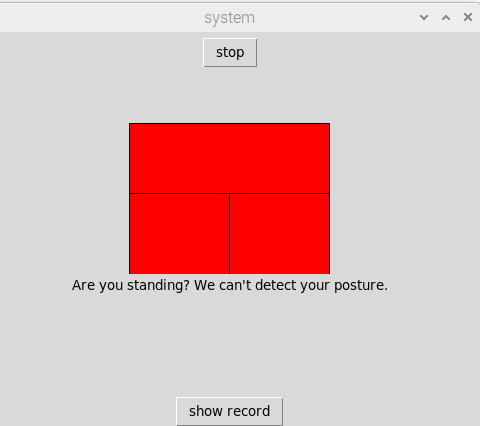 system
stop
Are you standing? We can't detect your posture.
show record